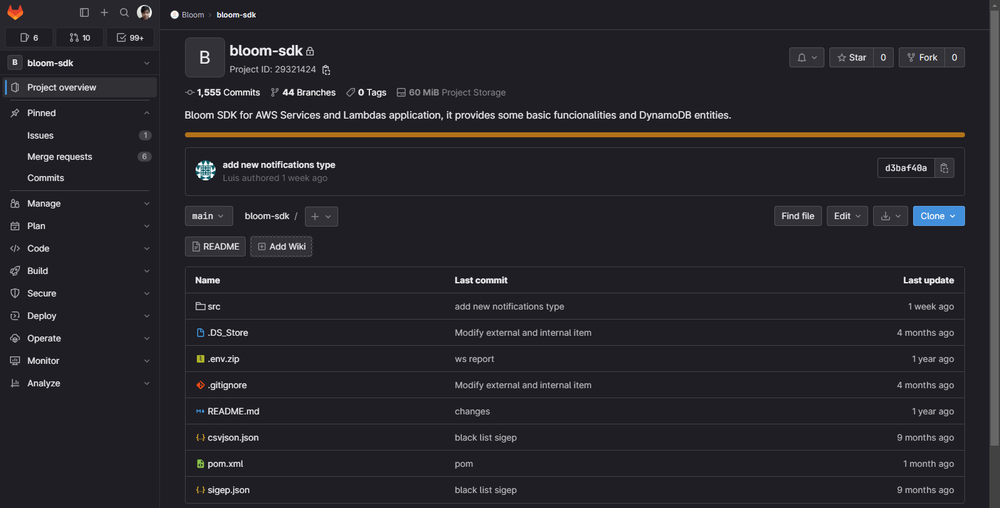 Bloom › bloom-sdk
6
10
99+
B bloom-sdk
Project overview
Pinned
Issues 1
Merge requests 6
Commits
Manage
Plan
Code
Build
Secure
Deploy
Operate
Monitor
Analyze
B
bloom-sdk
Project ID: 29321424
Star 0
Fork 0
1,555 Commits 44 Branches 0 Tags 60 MiB Project Storage
Bloom SDK for AWS Services and Lambdas application, it provides some basic funcionalities and DynamoDB entities.
add new notifications type
Luis authored 1 week ago
d3baf40a
main bloom-sdk / +
Find file Edit Clone
README Add Wiki
Name Last commit Last update
src add new notifications type 1 week ago
.DS_Store Modify external and internal item 4 months ago
.env.zip ws report 1 year ago
.gitignore Modify external and internal item 4 months ago
README.md changes 1 year ago
csvjson.json black list sigep 9 months ago
pom.xml pom 1 month ago
sigep.json black list sigep 9 months ago